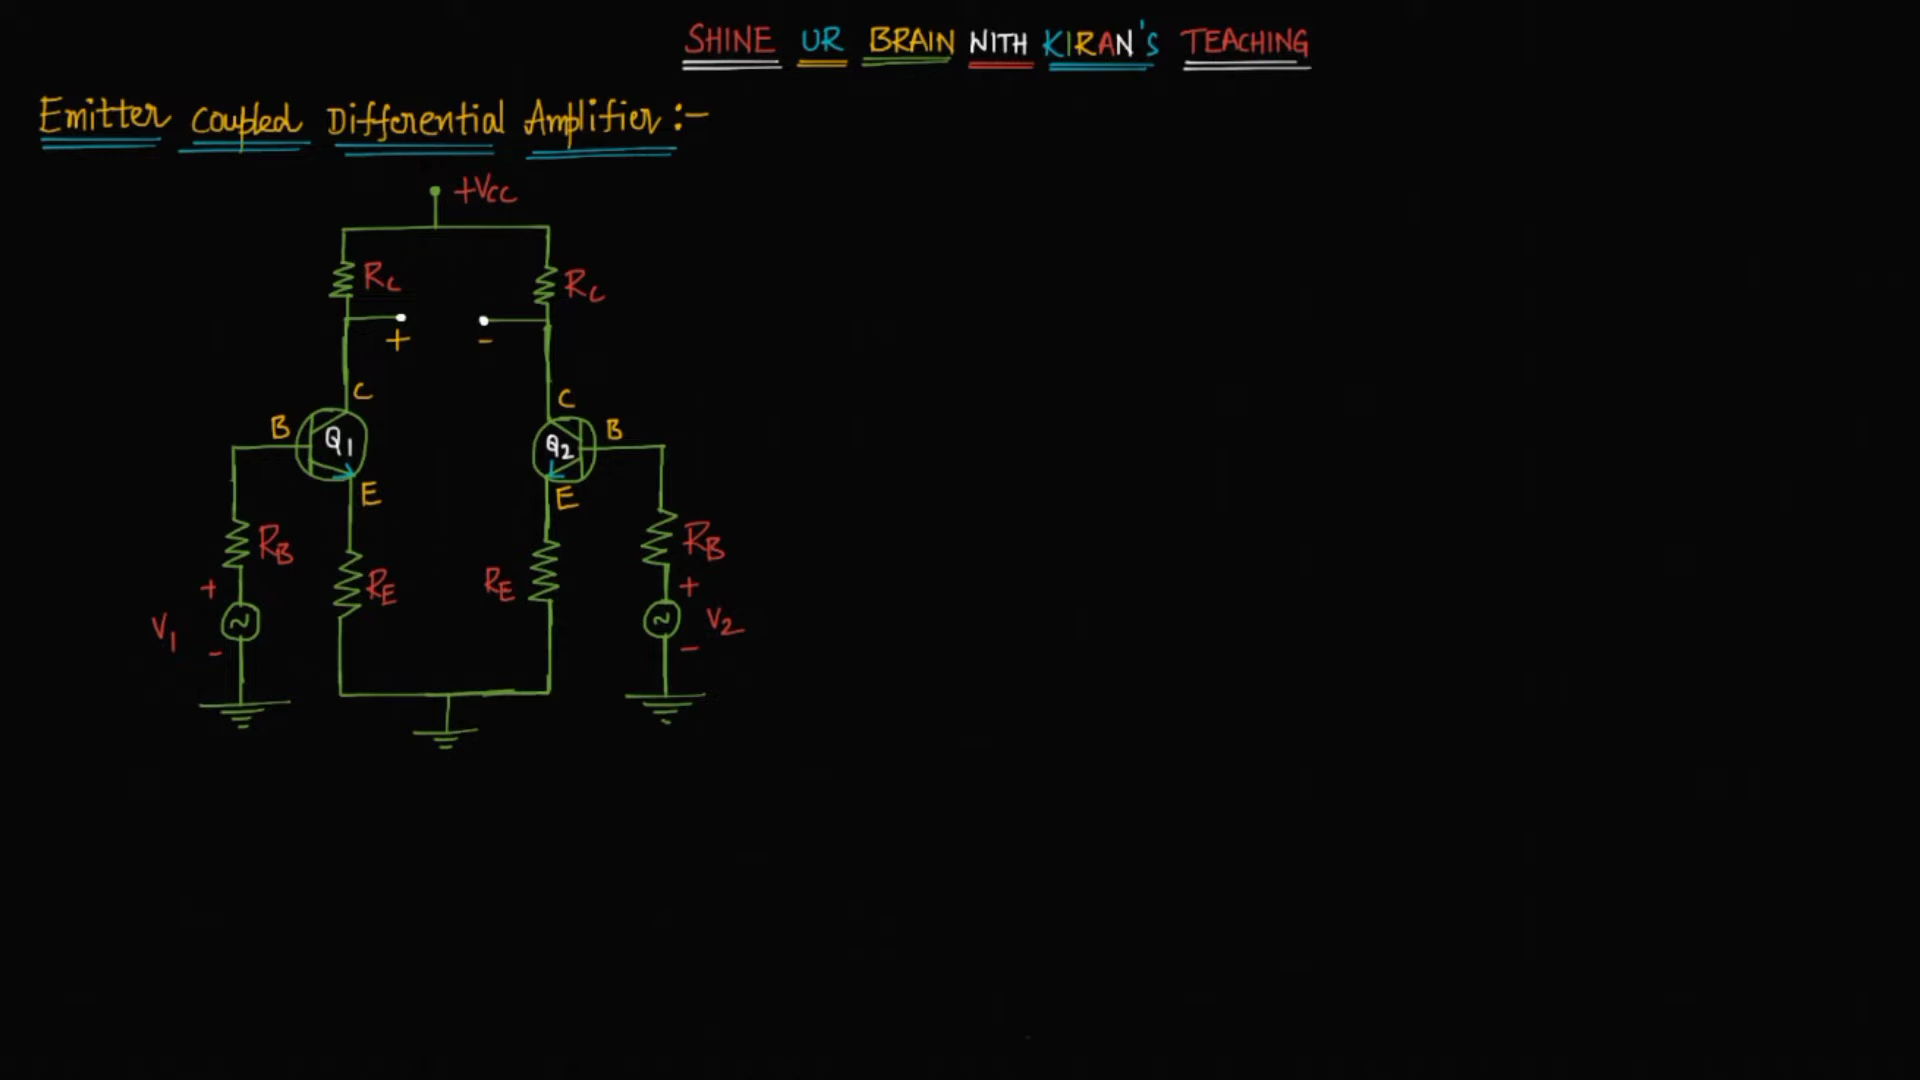 SHINE UR BRAIN WITH KIRAN'S TEACHING
Emitter Coupled Differential Amplifier :-
+VCC
RC
RC
+
-
C
C
B
Q1
Q2
B
E
E
RB
RE
RE
RB
+
+
V1
V2
-
-